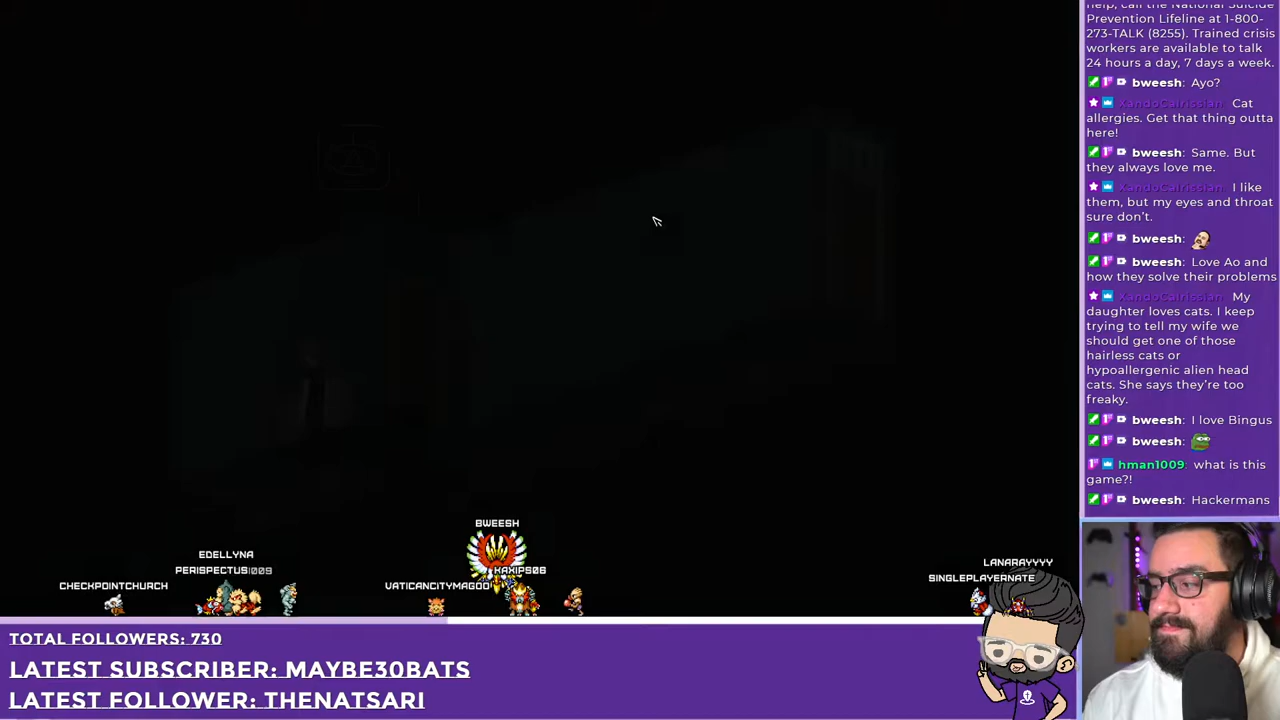 help, call the National Suicide
Prevention Lifeline at 1-800-
273-TALK (8255). Trained crisis
workers are available to talk
24 hours a day, 7 days a week.
bweesh: Ayo?
XandoCalrissian Cat
allergies. Get that thing outta
here!
bweesh: Same. But
they always love me.
XandoCalrissian I like
them, but my eyes and throat
sure don't.
bweesh:
bweesh: Love Ao and
how they solve their problems
XandoCalrissian My
daughter loves cats. I keep
trying to tell my wife we
should get one of those
hairless cats or
hypoallergenic alien head
cats. She says they're too
freaky.
bweesh: I love Bingus
bweesh:
hman1009: what is this
game?!
bweesh: Hackermans
BWEESH
EDELLYNA
LANARAYYYY
PERISPECTUS
KAXIPS06
SINGLEPLAYERNATE
CHECKPOINTCHURCH
VATICANCITYMAGOO
TOTAL FOLLOWERS: 730
LATEST SUBSCRIBER: MAYBE30BATS
LATEST FOLLOWER: THENATSARI